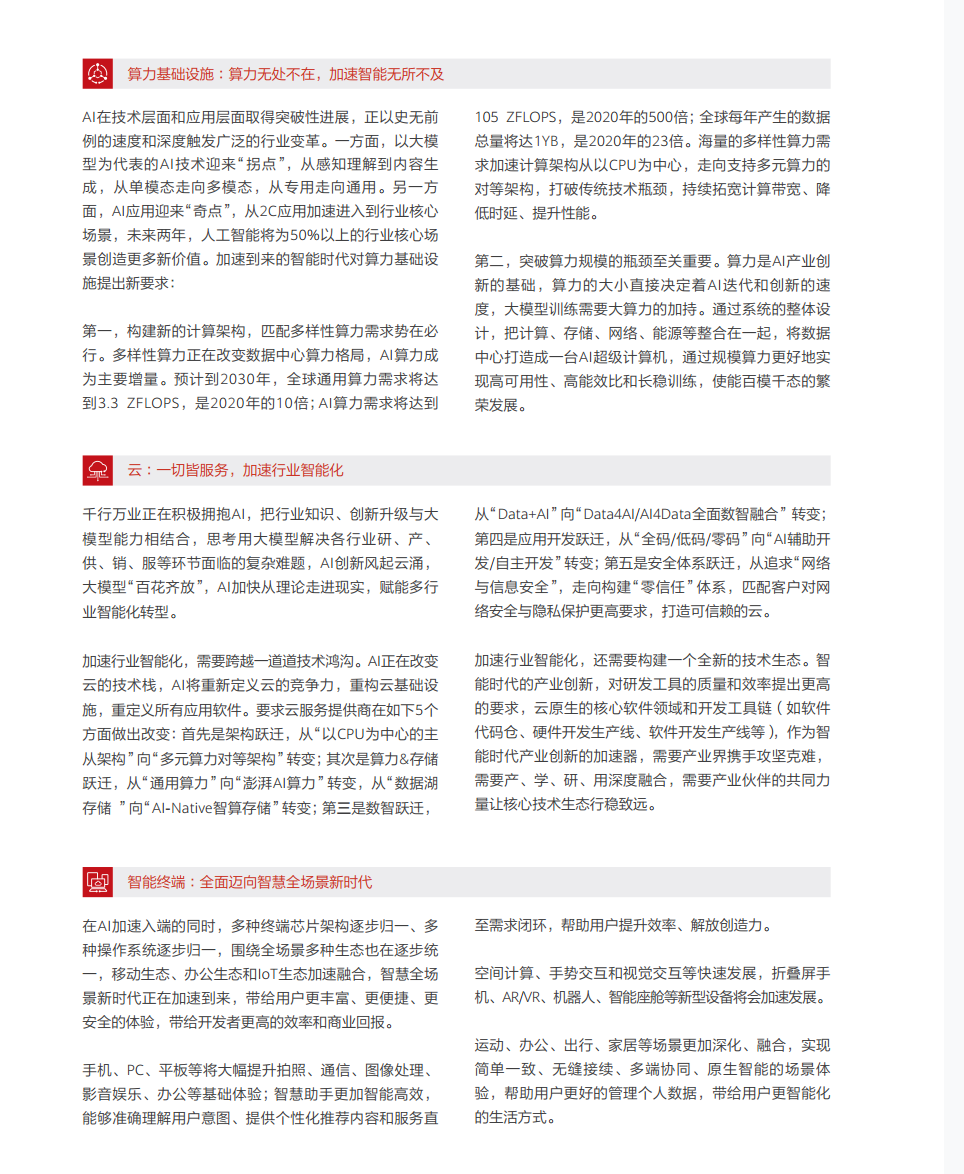 算力基础设施：算力无处不在，加速智能无所不及
AI在技术层面和应用层面取得突破性进展，正以史无前
例的速度和深度触发广泛的行业变革。一方面，以大模
型为代表的AI技术迎来“拐点”，从感知理解到内容生
成，从单模态走向多模态，从专用走向通用。另一方
面，AI应用迎来“奇点”，从2C应用加速进入到行业核心
场景，未来两年，人工智能将为50%以上的行业核心场
景创造更多新价值。加速到来的智能时代对算力基础设
施提出新要求：
第一，构建新的计算架构，匹配多样性算力需求势在必
行。多样性算力正在改变数据中心算力格局，AI算力成
为主要增量。预计到2030年，全球通用算力需求将达
到3.3 ZFLOPS，是2020年的10倍；AI算力需求将达到
105 ZFLOPS，是2020年的500倍；全球每年产生的数据
总量将达1YB，是2020年的23倍。海量的多样性算力需
求加速计算架构从以CPU为中心，走向支持多元算力的
对等架构，打破传统技术瓶颈，持续拓宽计算带宽、降
低时延、提升性能。
第二，突破算力规模的瓶颈至关重要。算力是AI产业创
新的基础，算力的大小直接决定着AI迭代和创新的速
度，大模型训练需要大算力的加持。通过系统的整体设
计，把计算、存储、网络、能源等整合在一起，将数据
中心打造成一台AI超级计算机，通过规模算力更好地实
现高可用性、高能效比和长稳训练，使能百模千态的繁
荣发展。
云：一切皆服务，加速行业智能化
千行万业正在积极拥抱AI，把行业知识、创新升级与大
模型能力相结合，思考用大模型解决各行业研、产、
供、销、服等环节面临的复杂难题，AI创新风起云涌，
大模型“百花齐放”，AI加快从理论走进现实，赋能多行
业智能化转型。
加速行业智能化，需要跨越一道道技术鸿沟。AI正在改变
云的技术栈，AI将重新定义云的竞争力，重构云基础设
施，重定义所有应用软件。要求云服务提供商在如下5个
方面做出改变：首先是架构跃迁，从“以CPU为中心的主
从架构”向“多元算力对等架构”转变；其次是算力&存储
跃迁，从“通用算力”向“澎湃AI算力”转变，从“数据湖
存储 ”向“AI-Native智算存储”转变；第三是数智跃迁，
从“Data+AI”向“Data4AI/AI4Data全面数智融合”转变；
第四是应用开发跃迁，从“全码/低码/零码”向“AI辅助开
发/自主开发”转变；第五是安全体系跃迁，从追求“网络
与信息安全”，走向构建“零信任”体系，匹配客户对网
络安全与隐私保护更高要求，打造可信赖的云。
加速行业智能化，还需要构建一个全新的技术生态。智
能时代的产业创新，对研发工具的质量和效率提出更高
的要求，云原生的核心软件领域和开发工具链（如软件
代码仓、硬件开发生产线、软件开发生产线等），作为智
能时代产业创新的加速器，需要产业界携手攻坚克难，
需要产、学、研、用深度融合，需要产业伙伴的共同力
量让核心技术生态行稳致远。
智能终端：全面迈向智慧全场景新时代
在AI加速入端的同时，多种终端芯片架构逐步归一、多
种操作系统逐步归一，围绕全场景多种生态也在逐步统
一，移动生态、办公生态和IoT生态加速融合，智慧全场
景新时代正在加速到来，带给用户更丰富、更便捷、更
安全的体验，带给开发者更高的效率和商业回报。
手机、PC、平板等将大幅提升拍照、通信、图像处理、
影音娱乐、办公等基础体验；智慧助手更加智能高效，
能够准确理解用户意图、提供个性化推荐内容和服务直
至需求闭环，帮助用户提升效率、解放创造力。
空间计算、手势交互和视觉交互等快速发展，折叠屏手
机、AR/VR、机器人、智能座舱等新型设备将会加速发展。
运动、办公、出行、家居等场景更加深化、融合，实现
简单一致、无缝接续、多端协同、原生智能的场景体
验，帮助用户更好的管理个人数据，带给用户更智能化
的生活方式。